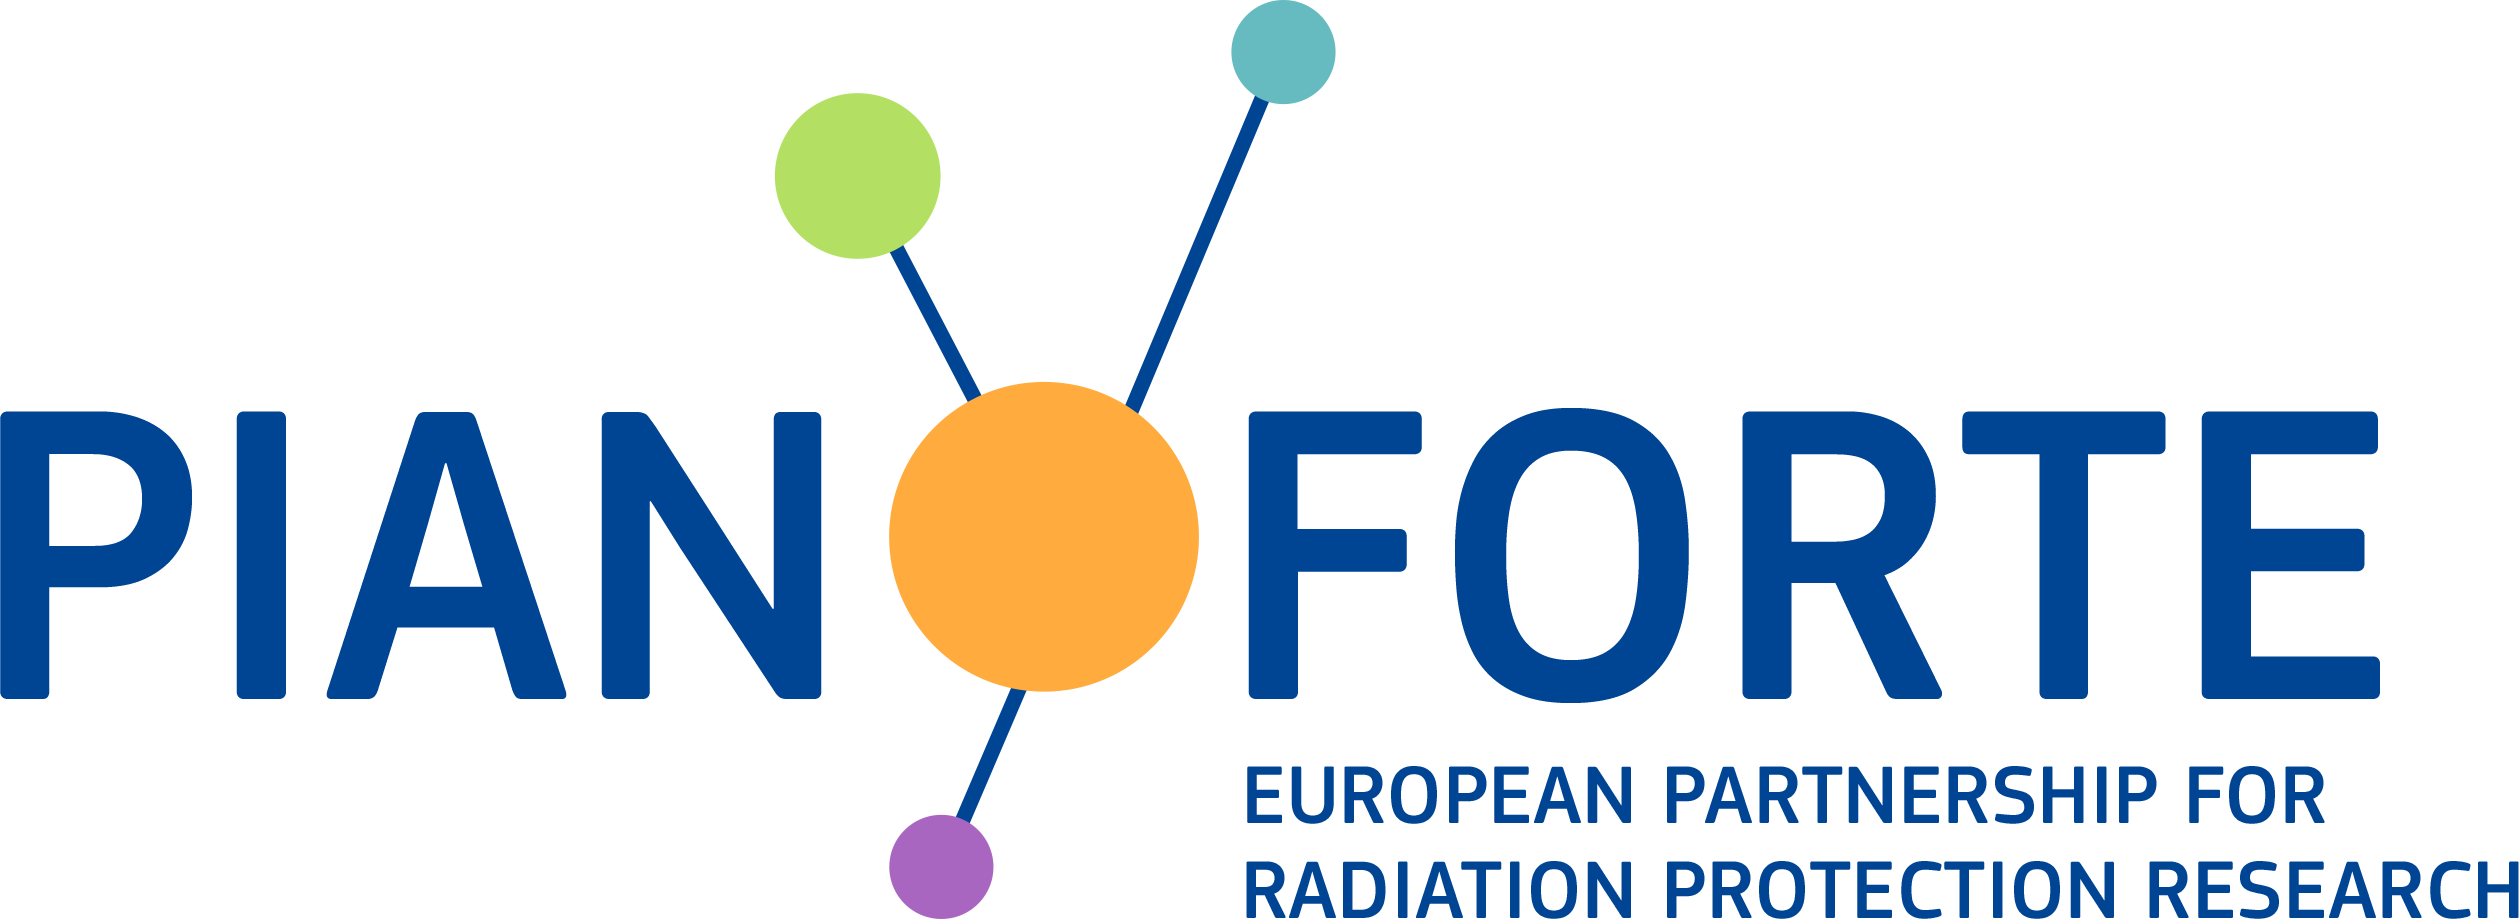 PIANOFORTE
EUROPEAN PARTNERSHIP FOR
RADIATION PROTECTION RESEARCH